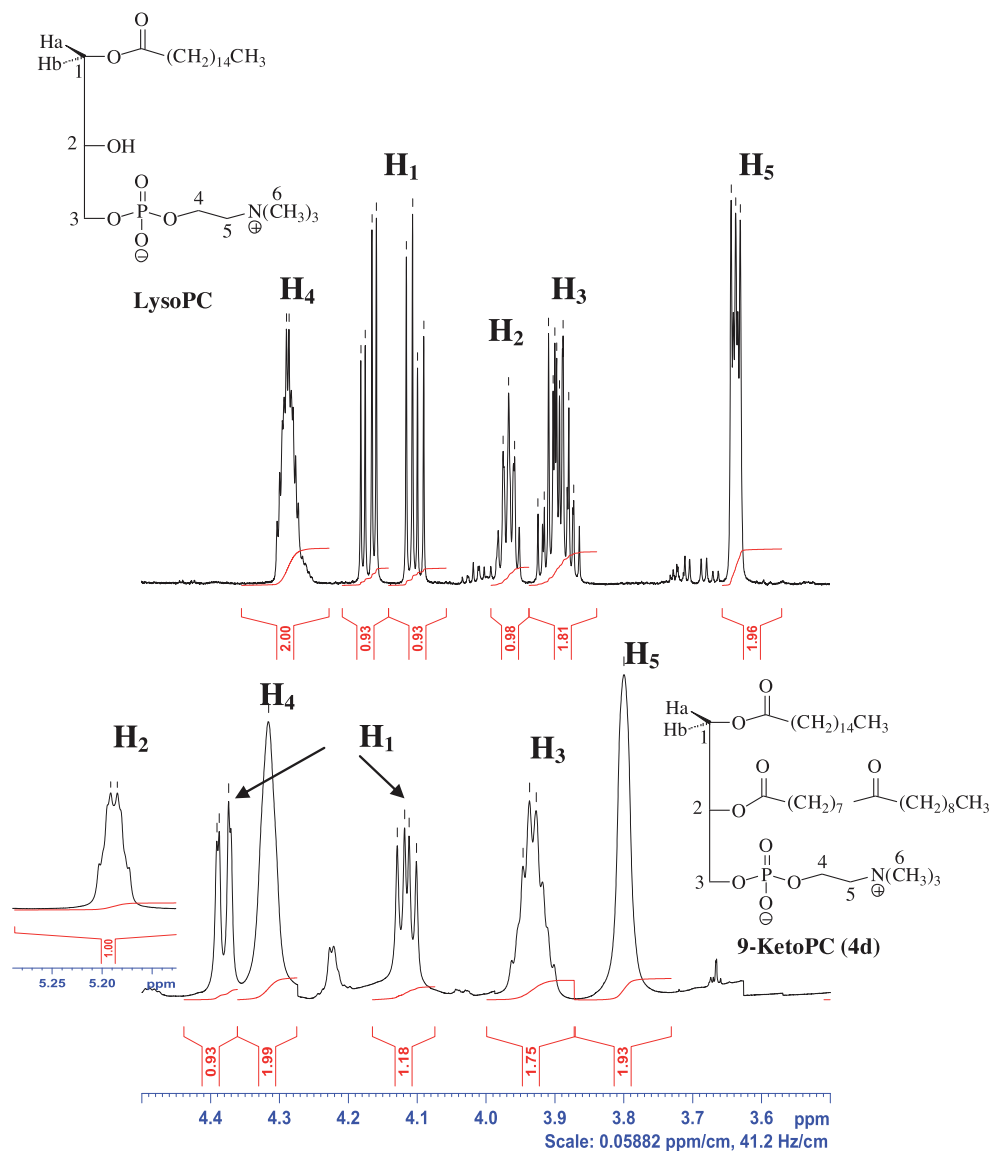 O
Ha
Hb
1
O
(CH2)14CH3
2
OH
O
3
O
P
O
4
5
6
N(CH3)3
⊕
O
⊖
LysoPC
H4
H1
H2
H3
H5
2.00
0.93
0.93
0.98
1.81
1.96
H2
H4
H1
H3
H5
1.00
5.25
5.20
ppm
0.93
1.99
1.18
1.75
1.93
O
Ha
Hb
1
O
(CH2)14CH3
O
O
2
O
(CH2)7
(CH2)8CH3
O
3
O
P
O
4
5
6
N(CH3)3
⊕
O
⊖
9-KetoPC (4d)
4.4
4.3
4.2
4.1
4.0
3.9
3.8
3.7
3.6
ppm
Scale: 0.05882 ppm/cm, 41.2 Hz/cm